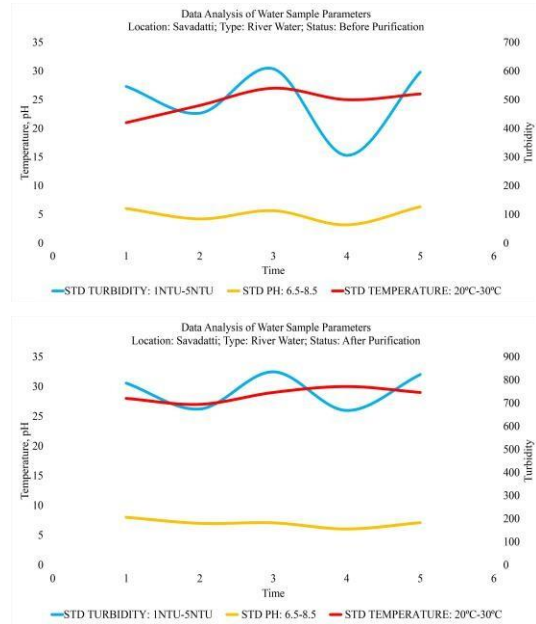 Data Analysis of Water Sample Parameters
Location: Savadatti; Type: River Water; Status: Before Purification
35
30
25
20
15
10
5
0
Temperature, pH
700
600
500
400
300
200
100
0
Turbidity
0 1 2 3 4 5 6
Time
STD TURBIDITY: 1NTU-5NTU STD PH: 6.5-8.5 STD TEMPERATURE: 20ºC-30ºC
Data Analysis of Water Sample Parameters
Location: Savadatti; Type: River Water; Status: After Purification
35
30
25
20
15
10
5
0
Temperature, pH
900
800
700
600
500
400
300
200
100
0
Turbidity
0 1 2 3 4 5 6
Time
STD TURBIDITY: 1NTU-5NTU STD PH: 6.5-8.5 STD TEMPERATURE: 20ºC-30ºC